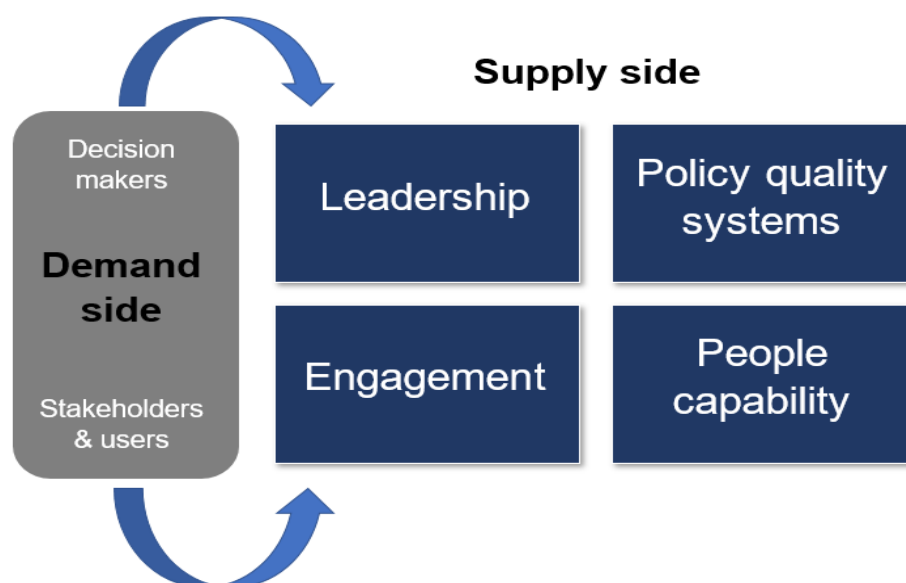 Supply side
Decision
makers
Demand
side
Stakeholders
& users
Leadership
Policy quality
systems
Engagement
People
capability